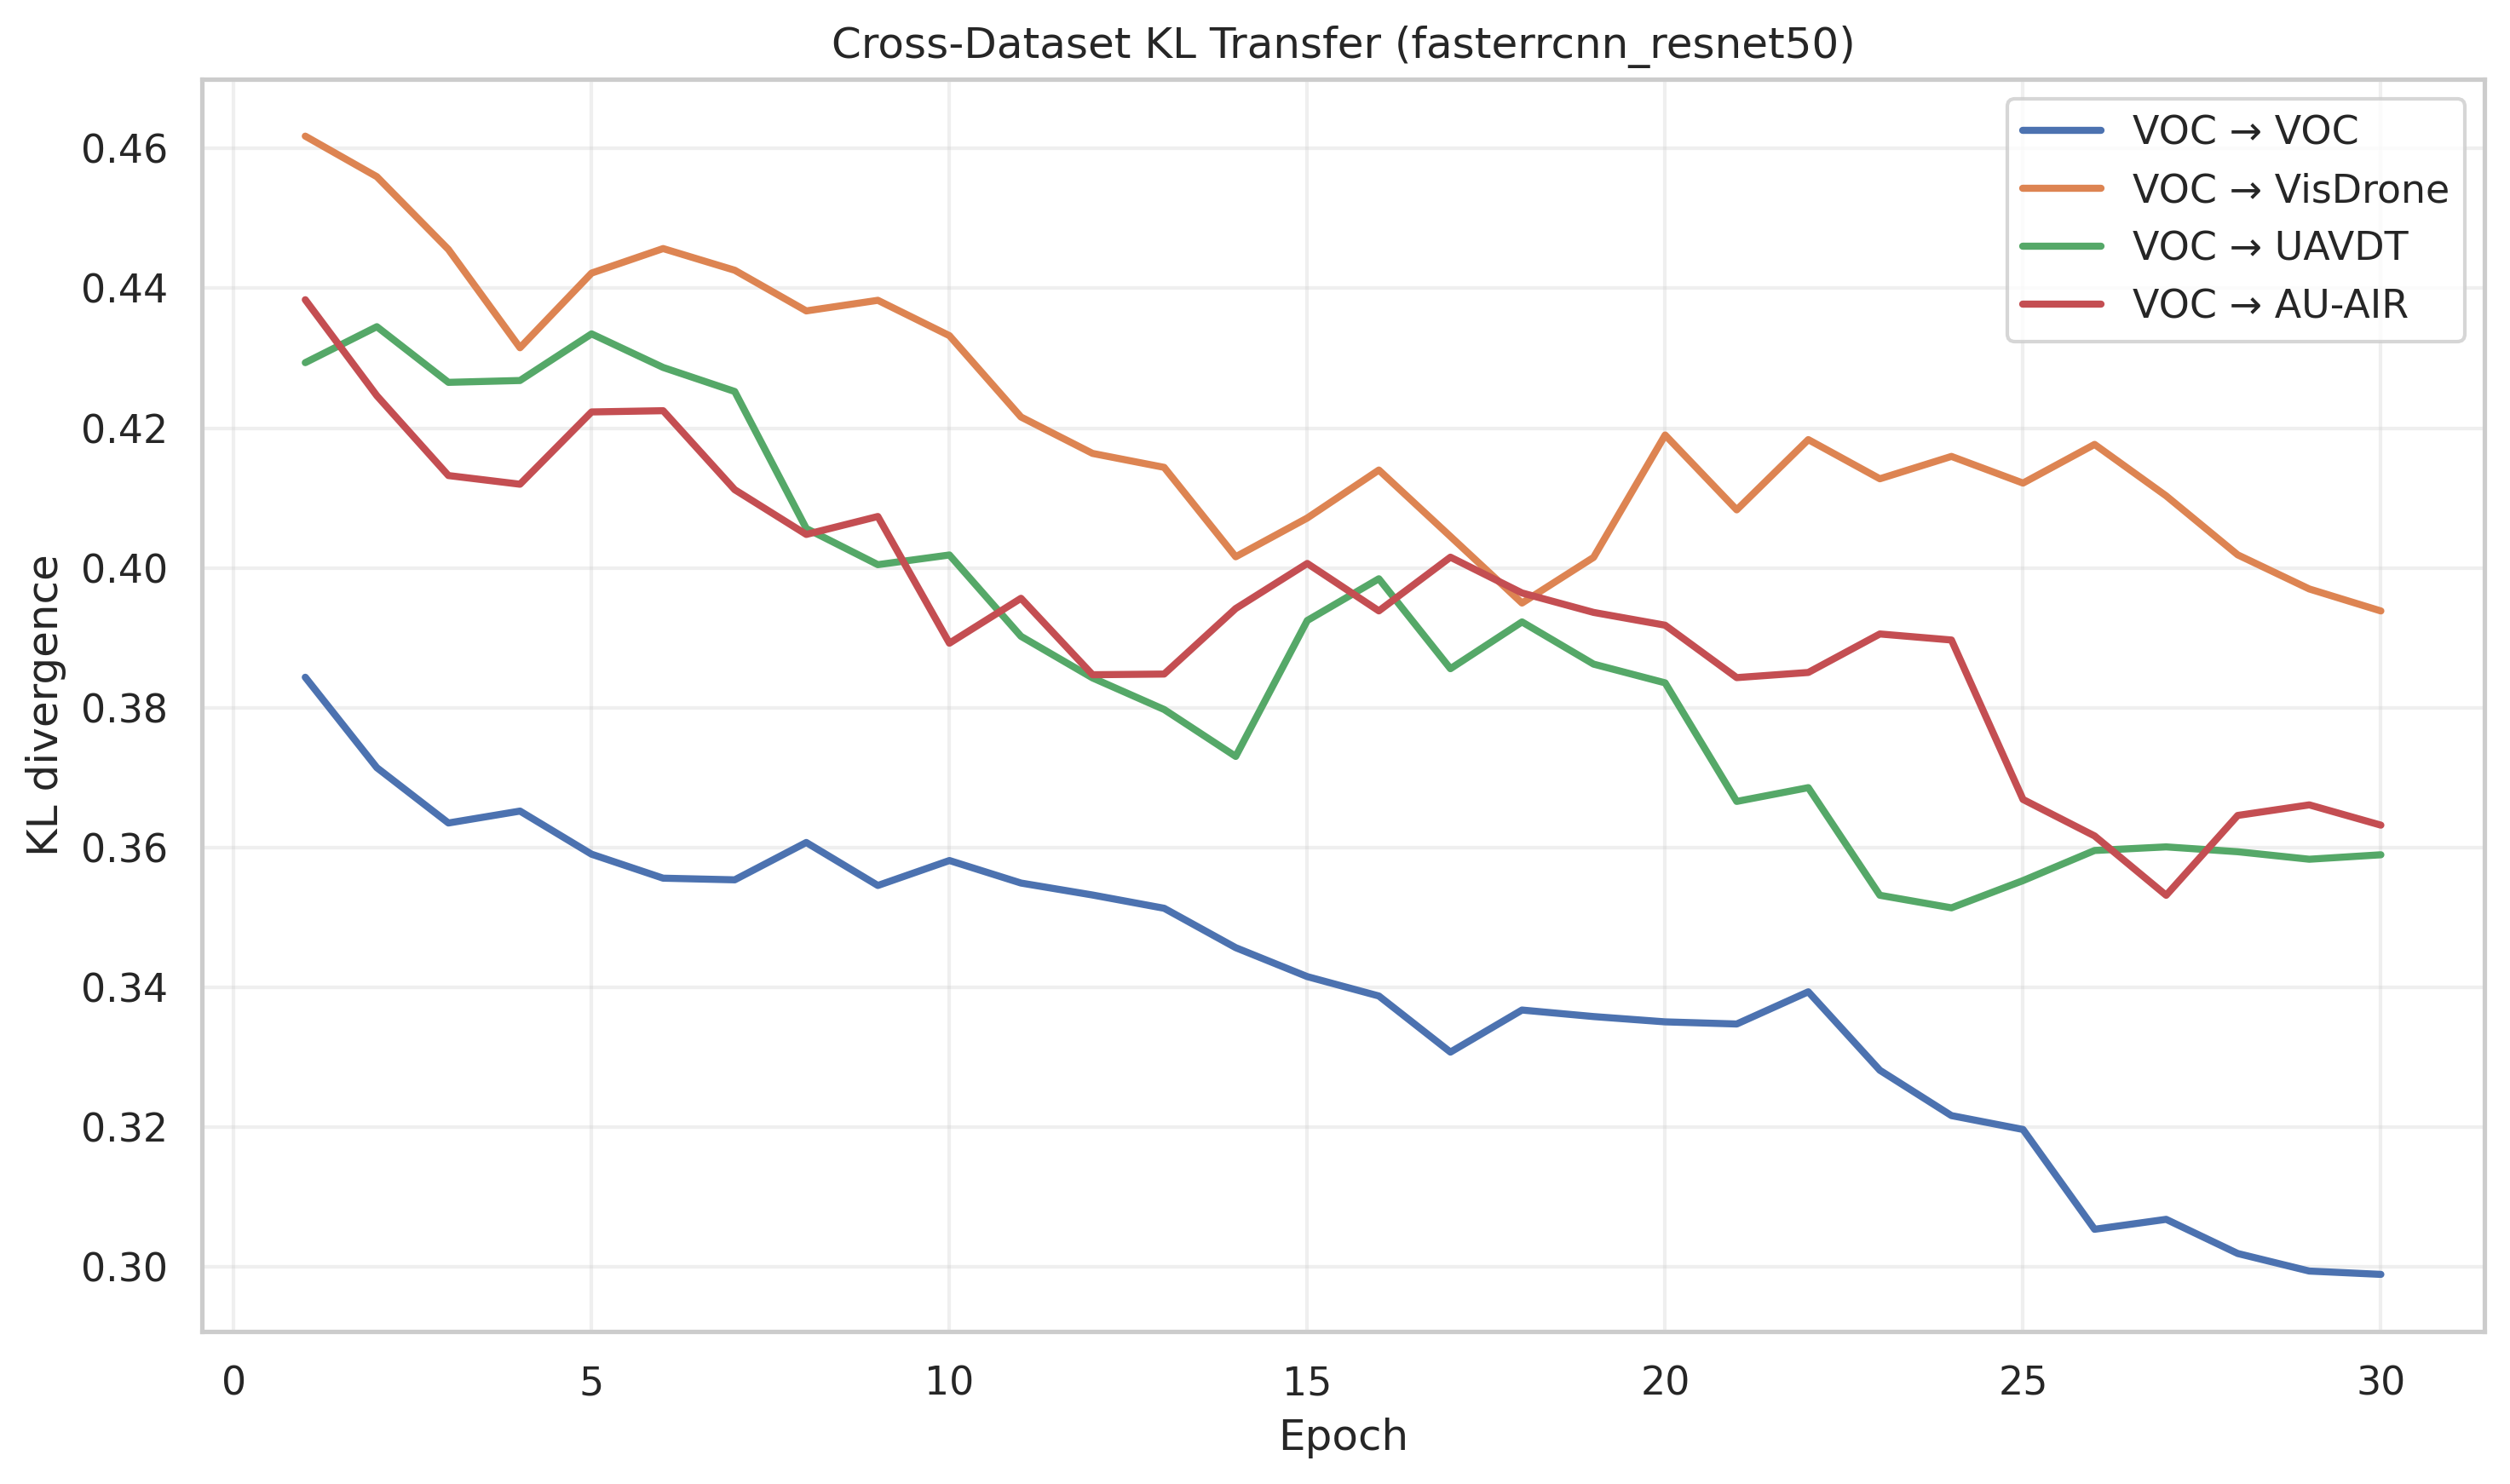 Cross-Dataset KL Transfer (fasterrcnn_resnet50)
VOC → VOC
VOC → VisDrone
VOC → UAVDT
VOC → AU-AIR
KL divergence
0.46
0.44
0.42
0.40
0.38
0.36
0.34
0.32
0.30
0 5 10 15 20 25 30
Epoch